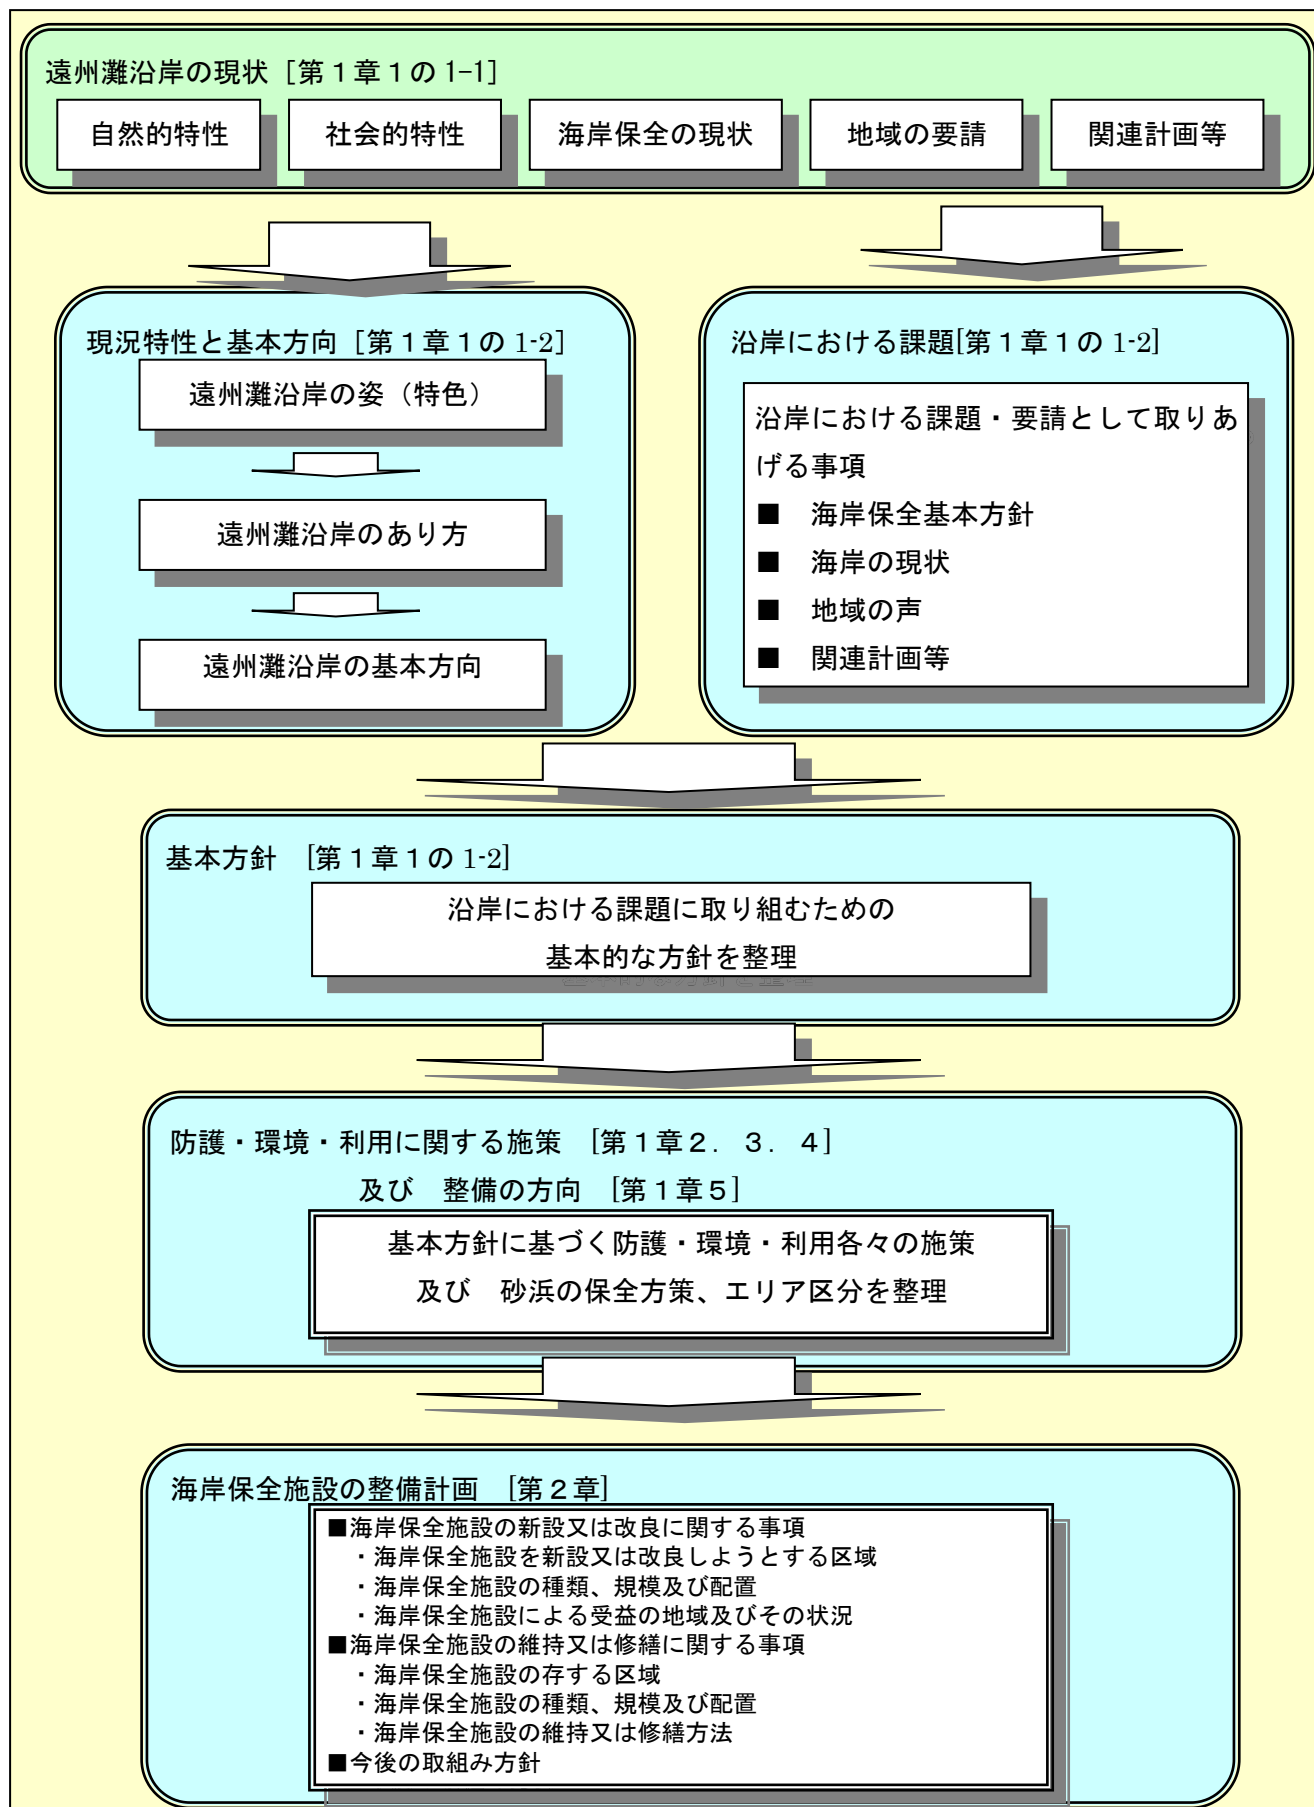 遠州灘沿岸の現状［第１章１の 1−1］
自然的特性
社会的特性
海岸保全の現状
地域の要請
関連計画等
現況特性と基本方向［第１章１の 1-2］
遠州灘沿岸の姿（特色）
遠州灘沿岸のあり方
遠州灘沿岸の基本方向
沿岸における課題[第１章１の 1-2]
沿岸における課題・要請として取りあ
げる事項
■　海岸保全基本方針
■　海岸の現状
■　地域の声
■　関連計画等
基本方針　[第１章１の 1-2]
沿岸における課題に取り組むための
基本的な方針を整理
防護・環境・利用に関する施策　[第１章２．３．４]
及び　整備の方向　[第１章５]
基本方針に基づく防護・環境・利用各々の施策
及び　砂浜の保全方策、エリア区分を整理
海岸保全施設の整備計画　[第２章]
■海岸保全施設の新設又は改良に関する事項
・海岸保全施設を新設又は改良しようとする区域
・海岸保全施設の種類、規模及び配置
・海岸保全施設による受益の地域及びその状況
■海岸保全施設の維持又は修繕に関する事項
・海岸保全施設の存する区域
・海岸保全施設の種類、規模及び配置
・海岸保全施設の維持又は修繕方法
■今後の取組み方針